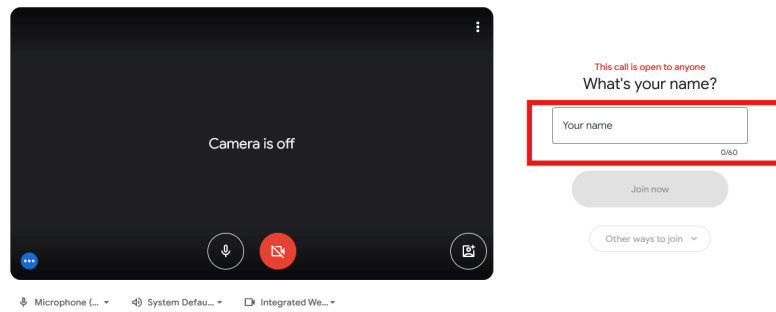 Camera is off
Microphone (...
System Defau...
Integrated We...
This call is open to anyone
What's your name?
Your name
0/60
Join now
Other ways to join